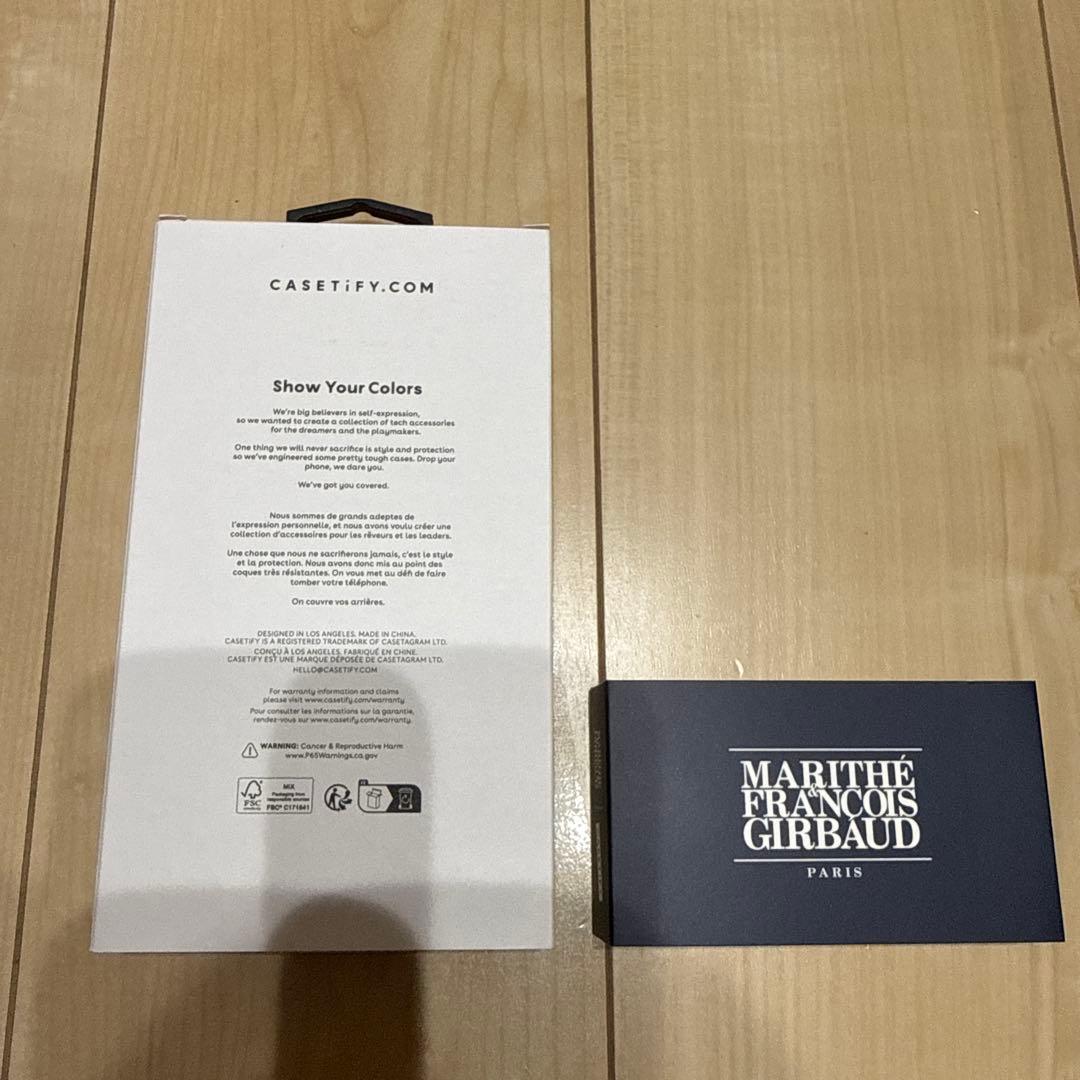 CASETiFY.COM
Show Your Colors
We're big believers in self-expression,
so we wanted to create a collection of tech accessories
for the dreamers and the playmakers.
One thing we will never sacrifice is style and protection
so we've engineered some pretty tough cases. Drop your
phone, we dare you.
We've got you covered.
Nous sommes de grands adeptes de
l'expression personnelle, et nous avons voulu créer une
collection d'accessoires pour les rêveurs et les leaders.
Une chose que nous ne sacrifierons jamais, c'est le style
et la protection. Nous avons donc mis au point des
coques très résistantes. On vous met au défi de faire
tomber votre téléphone.
On couvre vos arrières.
DESIGNED IN LOS ANGELES. MADE IN CHINA.
CASETIFY IS A REGISTERED TRADEMARK OF CASETAGRAM LTD.
CONÇU À LOS ANGELES. FABRIQUÉ EN CHINE.
CASETIFY EST UNE MARQUE DÉPOSÉE DE CASETAGRAM LTD.
HELLO@CASETIFY.COM
For warranty information and claims
please visit www.casetify.com/warranty
Pour consulter les informations sur la garantie,
rendez-vous sur www.casetify.com/warranty.
WARNING: Cancer & Reproductive Harm
www.P65Warnings.ca.gov
FSC
MIX
Packaging from
responsible sources
FSC® C171841
MARITHÉ
&
FRANÇOIS
GIRBAUD
PARIS